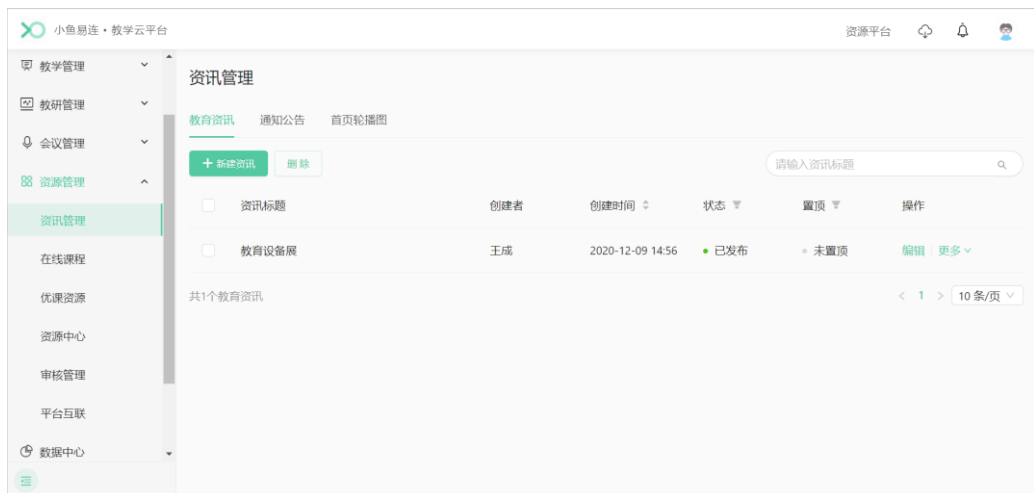 小鱼易连·教学云平台
资源平台
教学管理
教研管理
会议管理
资源管理
资讯管理
在线课程
优课资源
资源中心
审核管理
平台互联
数据中心
资讯管理
教育资讯 通知公告 首页轮播图
+ 新建资讯 删除 请输入资讯标题
资讯标题 创建者 创建时间 状态 置顶 操作
教育设备展 王成 2020-12-09 14:56 已发布 未置顶 编辑 更多
共1个教育资讯 < 1 > 10 条/页